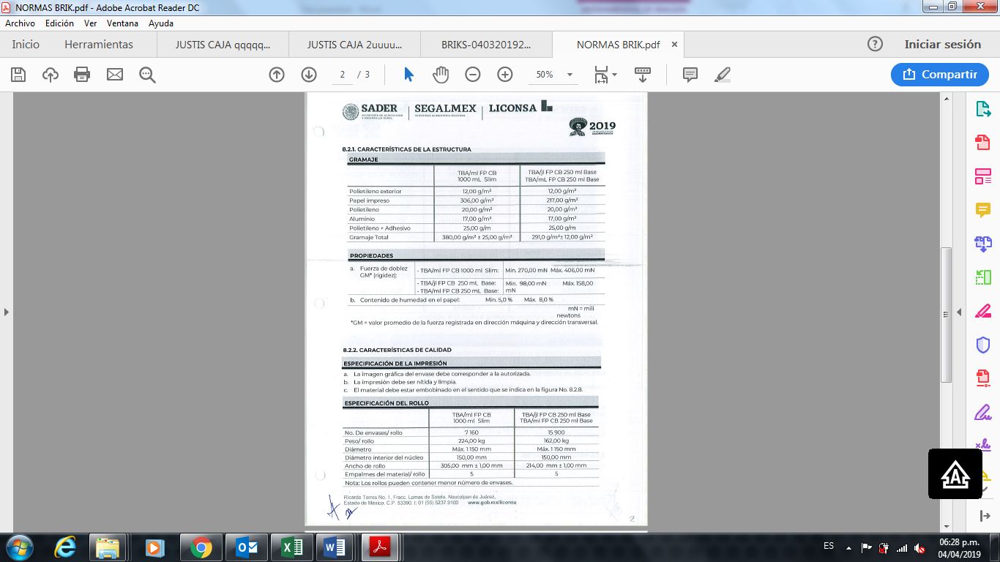 NORMAS BRIK.pdf - Adobe Acrobat Reader DC
Archivo Edición Ver Ventana Ayuda
Inicio Herramientas JUSTIS CAJA qqqqq... JUSTIS CAJA 2uuuu... BRIKS-040320192... NORMAS BRIK.pdf × Iniciar sesión
2 / 3 50% Compartir
SADER SEGALMEX LICONSA
SECRETARÍA DE AGRICULTURA Y DESARROLLO RURAL SEGURIDAD ALIMENTARIA MEXICANA
2019
8.2.1. CARACTERÍSTICAS DE LA ESTRUCTURA
GRAMAJE
TBA/ml FP CB TBA/jl FP CB 250 ml Base
1000 mL Slim TBA/mL FP CB 250 ml Base
Polietileno exterior 12,00 g/m² 12,00 g/m²
Papel impreso 306,00 g/m² 217,00 g/m²
Polietileno 20,00 g/m² 20,00 g/m²
Aluminio 17,00 g/m² 17,00 g/m²
Polietileno + Adhesivo 25,00 g/m 25,00 g/m
Gramaje Total 380,00 g/m² ± 25,00 g/m² 291,0 g/m²± 12,00 g/m²
PROPIEDADES
a. Fuerza de doblez - TBA/ml FP CB 1000 ml Slim: Min. 270,00 mN Máx. 406,00 mN
GM* (rigidez):
- TBA/jl FP CB 250 mL Base: Min. 98,00 mN Máx. 158,00
- TBA/ml FP CB 250 mL Base: mN
b. Contenido de humedad en el papel: Min. 5,0 % Máx. 8,0 %
mN = mili
newtons
*GM = valor promedio de la fuerza registrada en dirección máquina y dirección transversal.
8.2.2. CARACTERÍSTICAS DE CALIDAD
ESPECIFICACIÓN DE LA IMPRESIÓN
a. La imagen gráfica del envase debe corresponder a la autorizada.
b. La impresión debe ser nítida y limpia.
c. El material debe estar embobinado en el sentido que se indica en la figura No. 8.2.8.
ESPECIFICACIÓN DEL ROLLO
TBA/ml FP CB TBA/jl FP CB 250 ml Base
1000 ml Slim TBA/ml FP CB 250 ml Base
No. De envases/ rollo 7 160 15 900
Peso/ rollo 224,00 kg 162,00 kg
Diámetro Máx. 1 150 mm Máx. 1 150 mm
Diámetro interior del núcleo 150,00 mm 150,00 mm
Ancho de rollo 305,00 mm ± 1,00 mm 214,00 mm ± 1,00 mm
Empalmes del material/ rollo 5 5
Nota: Los rollos pueden contener menor número de envases.
Ricardo Torres No. 1, Fracc. Lomas de Sotelo, Naucalpan de Juárez,
Estado de México. C.P. 53390. t: 01 (55) 5237.9100 www.gob.mx/liconsa
2
ES 06:28 p.m.
04/04/2019